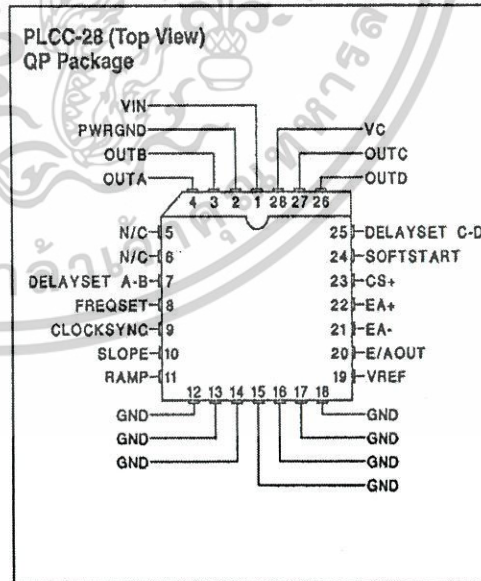 PLCC-28 (Top View)
QP Package
VIN
PWRGND
OUTB
OUTA
VC
OUTC
OUTD
4 3 2 1 28 27 26
N/C 5
N/C 6
DELAYSET A-B 7
FREQSET 8
CLOCKSYNC 9
SLOPE 10
RAMP 11
25 DELAYSET C-D
24 SOFTSTART
23 CS+
22 EA+
21 EA-
20 E/AOUT
19 VREF
12 13 14 15 16 17 18
GND
GND
GND
GND
GND
GND
GND